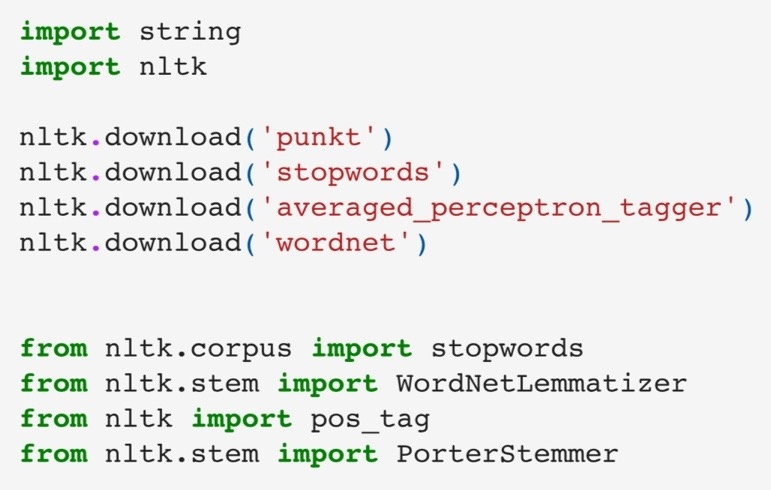 import string
import nltk
nltk.download('punkt')
nltk.download('stopwords')
nltk.download('averaged_perceptron_tagger')
nltk.download('wordnet')
from nltk.corpus import stopwords
from nltk.stem import WordNetLemmatizer
from nltk import pos_tag
from nltk.stem import PorterStemmer